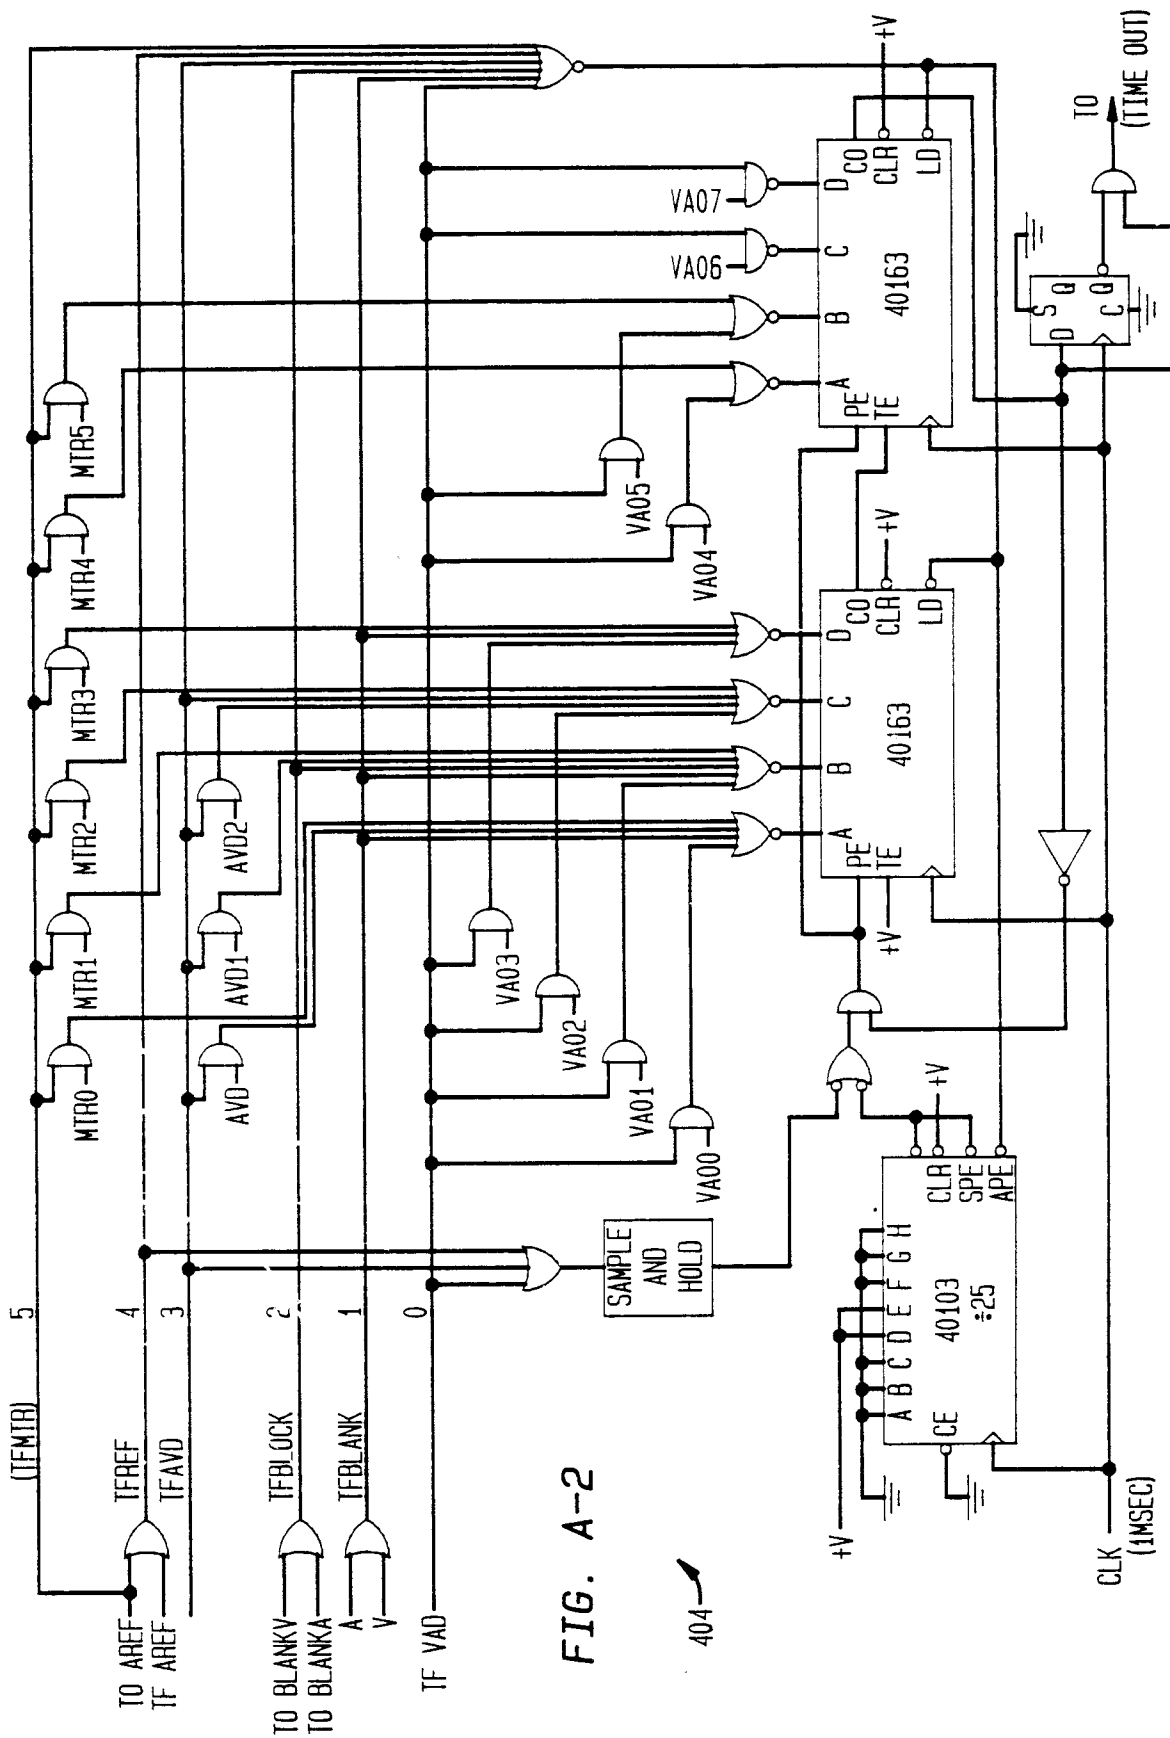 TO AREF
TF AREF
(TFMTR) 5
TFREF 4
TFAVD 3
TO BLANKV
TO BLANKA
TFBLOCK 2
A
V
TFBLANK 1
TF VAD 0
MTR0
MTR1
MTR2
MTR3
MTR4
MTR5
AVD
AVD1
AVD2
VA00
VA01
VA02
VA03
VA04
VA05
VA06
VA07
SAMPLE
AND
HOLD
+V
A B C D E F G H
CE
40103
÷25
CLR
SPE
APE
+V
CLK
(1MSEC)
+V
PE
TE
A B C D
40163
CO
CLR
LD
+V
PE
TE
A B C D
40163
CO
CLR
LD
+V
D S Q
C Q
TO
(TIME OUT)
FIG. A-2
404